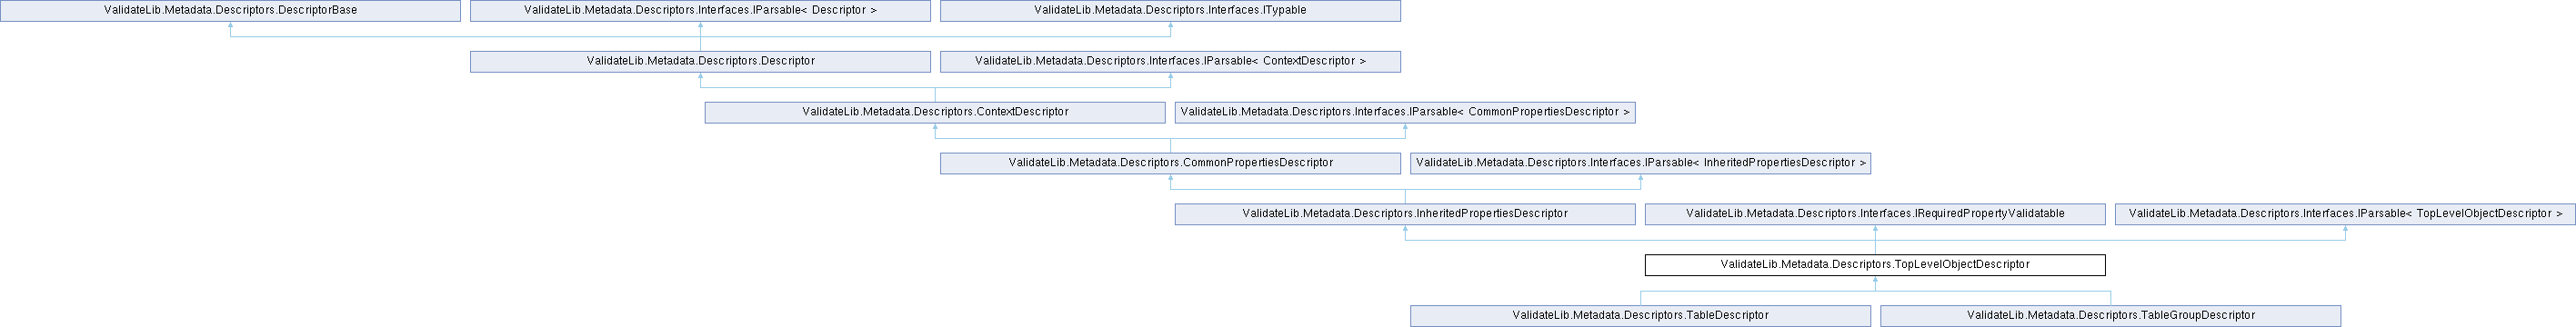 ValidateLib.Metadata.Descriptors.DescriptorBase
ValidateLib.Metadata.Descriptors.Interfaces.IParsable< Descriptor >
ValidateLib.Metadata.Descriptors.Interfaces.ITypable
ValidateLib.Metadata.Descriptors.Descriptor
ValidateLib.Metadata.Descriptors.Interfaces.IParsable< ContextDescriptor >
ValidateLib.Metadata.Descriptors.ContextDescriptor
ValidateLib.Metadata.Descriptors.Interfaces.IParsable< CommonPropertiesDescriptor >
ValidateLib.Metadata.Descriptors.CommonPropertiesDescriptor
ValidateLib.Metadata.Descriptors.Interfaces.IParsable< InheritedPropertiesDescriptor >
ValidateLib.Metadata.Descriptors.InheritedPropertiesDescriptor
ValidateLib.Metadata.Descriptors.Interfaces.IRequiredPropertyValidatable
ValidateLib.Metadata.Descriptors.Interfaces.IParsable< TopLevelObjectDescriptor >
ValidateLib.Metadata.Descriptors.TopLevelObjectDescriptor
ValidateLib.Metadata.Descriptors.TableDescriptor
ValidateLib.Metadata.Descriptors.TableGroupDescriptor